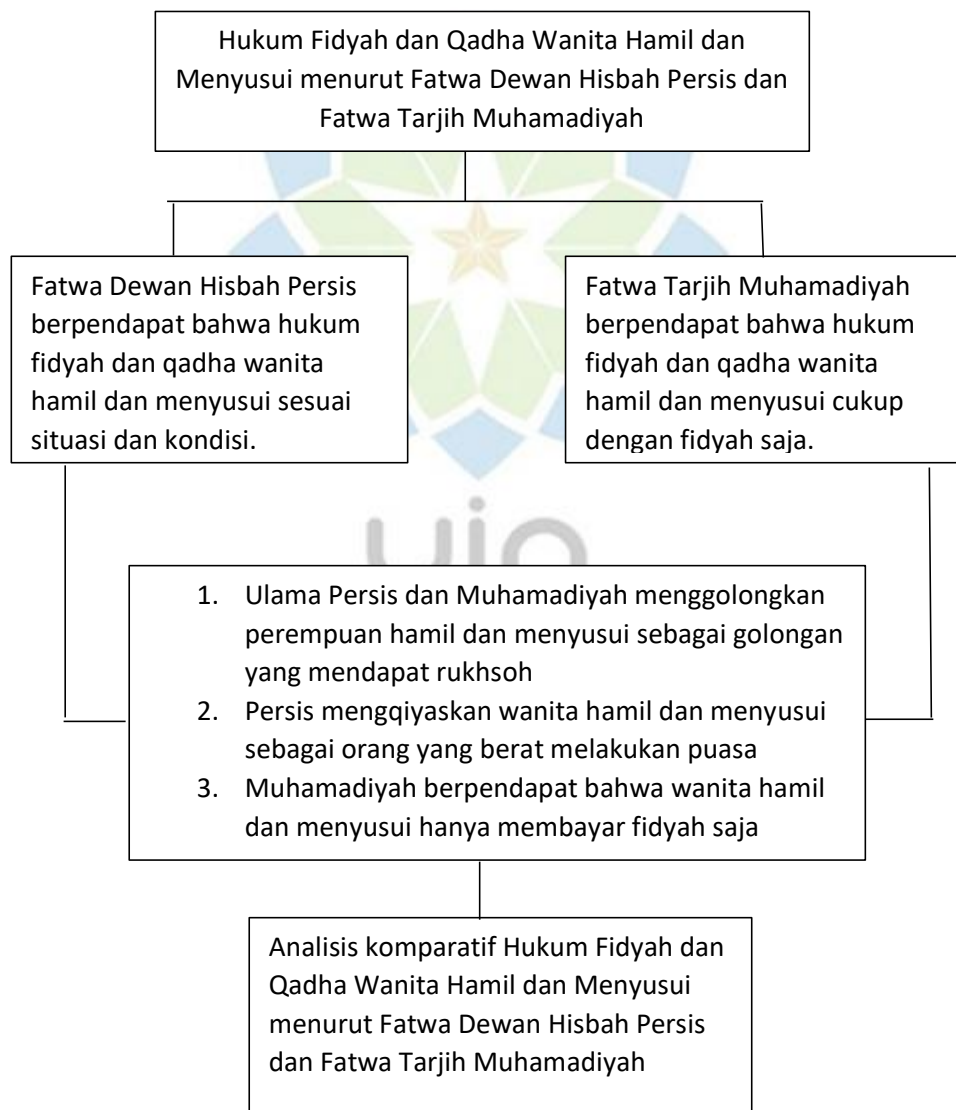 Hukum Fidyah dan Qadha Wanita Hamil dan
Menyusui menurut Fatwa Dewan Hisbah Persis dan
Fatwa Tarjih Muhamadiyah
Fatwa Dewan Hisbah Persis
berpendapat bahwa hukum
fidyah dan qadha wanita
hamil dan menyusui sesuai
situasi dan kondisi.
Fatwa Tarjih Muhamadiyah
berpendapat bahwa hukum
fidyah dan qadha wanita
hamil dan menyusui cukup
dengan fidyah saja.
uin
1. Ulama Persis dan Muhamadiyah menggolongkan
perempuan hamil dan menyusui sebagai golongan
yang mendapat rukhsoh
2. Persis mengqiyaskan wanita hamil dan menyusui
sebagai orang yang berat melakukan puasa
3. Muhamadiyah berpendapat bahwa wanita hamil
dan menyusui hanya membayar fidyah saja
Analisis komparatif Hukum Fidyah dan
Qadha Wanita Hamil dan Menyusui
menurut Fatwa Dewan Hisbah Persis
dan Fatwa Tarjih Muhamadiyah